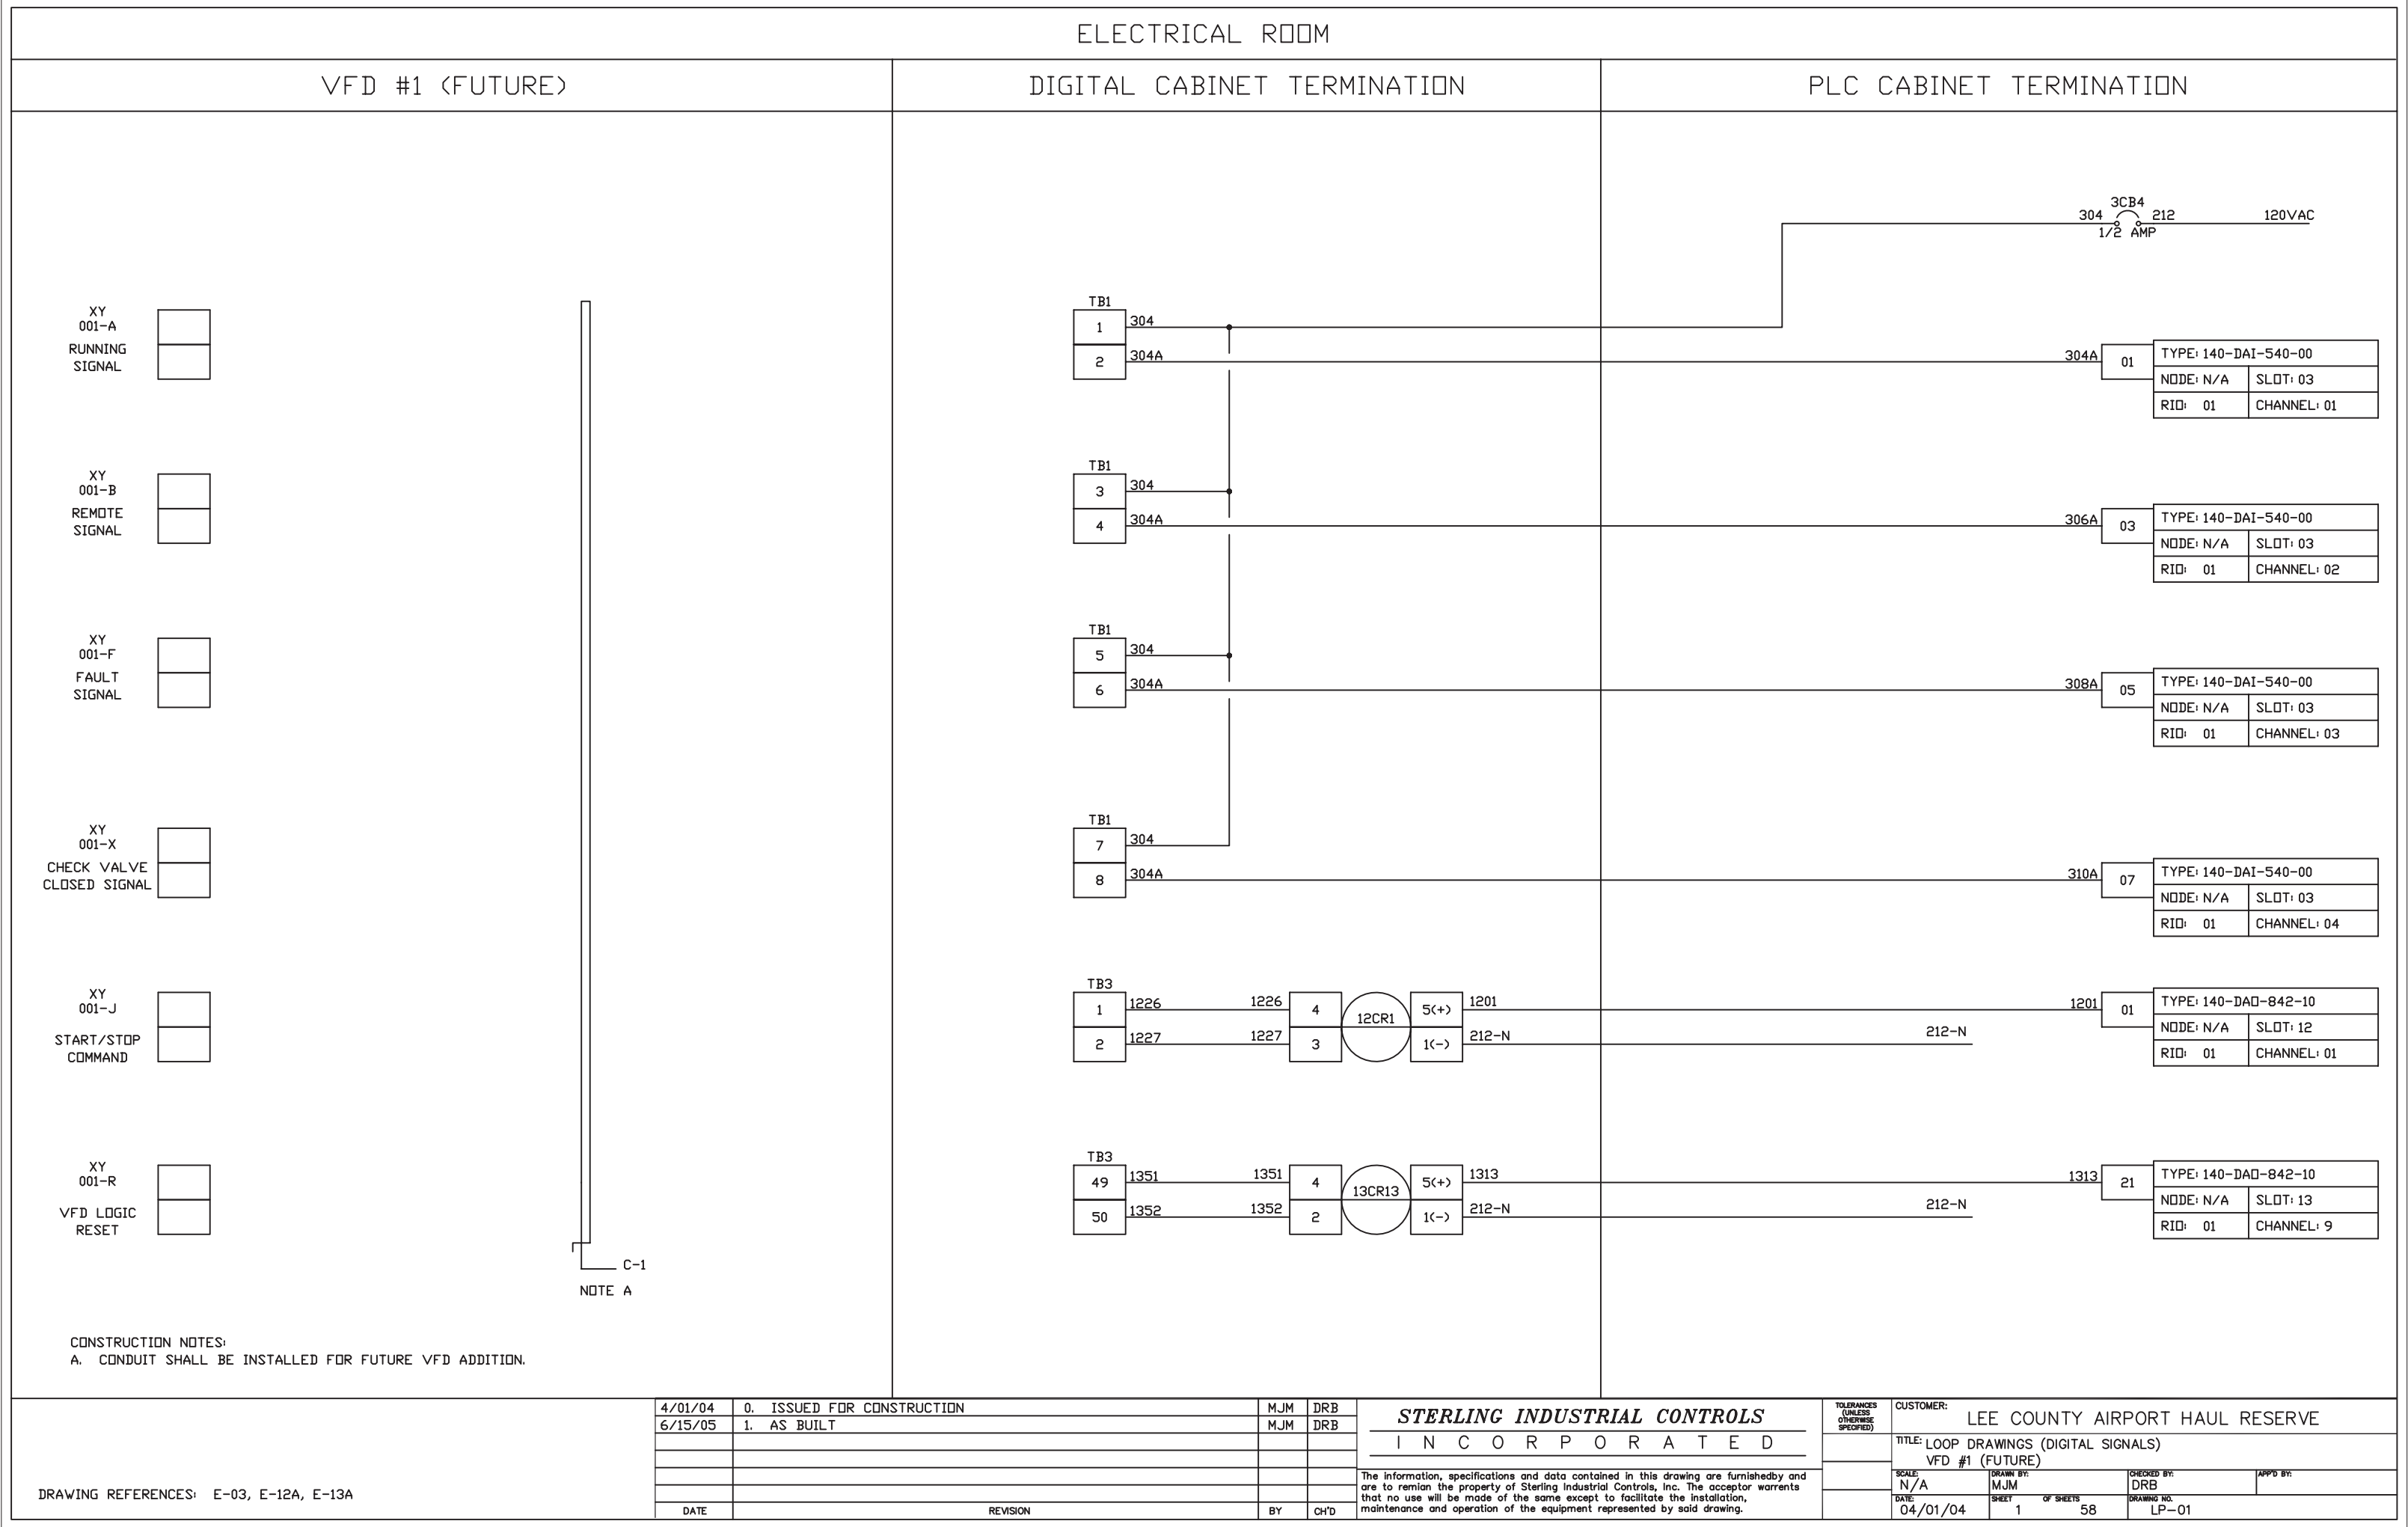 ELECTRICAL ROOM
VFD #1 (FUTURE)
DIGITAL CABINET TERMINATION
PLC CABINET TERMINATION
3CB4
304 212 120VAC
1/2 AMP
XY
001-A
RUNNING
SIGNAL
TB1
1 304
2 304A
304A 01
TYPE: 140-DAI-540-00
NODE: N/A SLOT: 03
RIO: 01 CHANNEL: 01
XY
001-B
REMOTE
SIGNAL
TB1
3 304
4 304A
306A 03
TYPE: 140-DAI-540-00
NODE: N/A SLOT: 03
RIO: 01 CHANNEL: 02
XY
001-F
FAULT
SIGNAL
TB1
5 304
6 304A
308A 05
TYPE: 140-DAI-540-00
NODE: N/A SLOT: 03
RIO: 01 CHANNEL: 03
XY
001-X
CHECK VALVE
CLOSED SIGNAL
TB1
7 304
8 304A
310A 07
TYPE: 140-DAI-540-00
NODE: N/A SLOT: 03
RIO: 01 CHANNEL: 04
XY
001-J
START/STOP
COMMAND
TB3
1 1226 1226 4 12CR1 5(+) 1201
2 1227 1227 3 1(-) 212-N
212-N
1201 01
TYPE: 140-DAO-842-10
NODE: N/A SLOT: 12
RIO: 01 CHANNEL: 01
XY
001-R
VFD LOGIC
RESET
TB3
49 1351 1351 4 13CR13 5(+) 1313
50 1352 1352 2 1(-) 212-N
212-N
1313 21
TYPE: 140-DAO-842-10
NODE: N/A SLOT: 13
RIO: 01 CHANNEL: 9
C-1
NOTE A
CONSTRUCTION NOTES:
A. CONDUIT SHALL BE INSTALLED FOR FUTURE VFD ADDITION.
DRAWING REFERENCES: E-03, E-12A, E-13A
4/01/04 0. ISSUED FOR CONSTRUCTION MJM DRB
6/15/05 1. AS BUILT MJM DRB
DATE REVISION BY CH'D
STERLING INDUSTRIAL CONTROLS
INCORPORATED
The information, specifications and data contained in this drawing are furnishedby and
are to remian the property of Sterling Industrial Controls, Inc. The acceptor warrents
that no use will be made of the same except to facilitate the installation,
maintenance and operation of the equipment represented by said drawing.
TOLERANCES
(UNLESS
OTHERWISE
SPECIFIED)
CUSTOMER:
LEE COUNTY AIRPORT HAUL RESERVE
TITLE: LOOP DRAWINGS (DIGITAL SIGNALS)
VFD #1 (FUTURE)
SCALE: DRAWN BY: CHECKED BY: APP'D BY:
N/A MJM DRB
DATE: SHEET OF SHEETS DRAWING NO.
04/01/04 1 58 LP-01